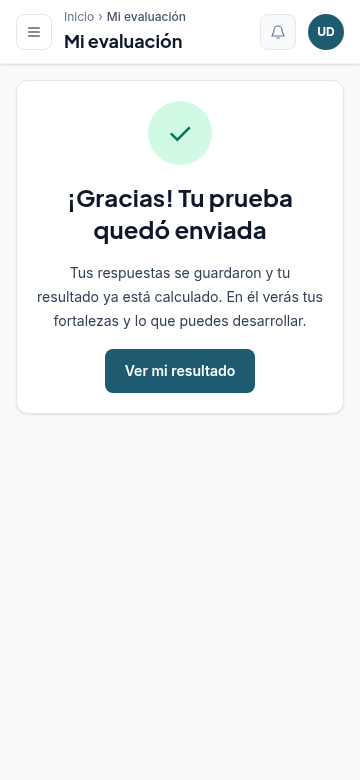 Inicio › Mi evaluación
Mi evaluación
UD
¡Gracias! Tu prueba
quedó enviada
Tus respuestas se guardaron y tu
resultado ya está calculado. En él verás tus
fortalezas y lo que puedes desarrollar.
Ver mi resultado